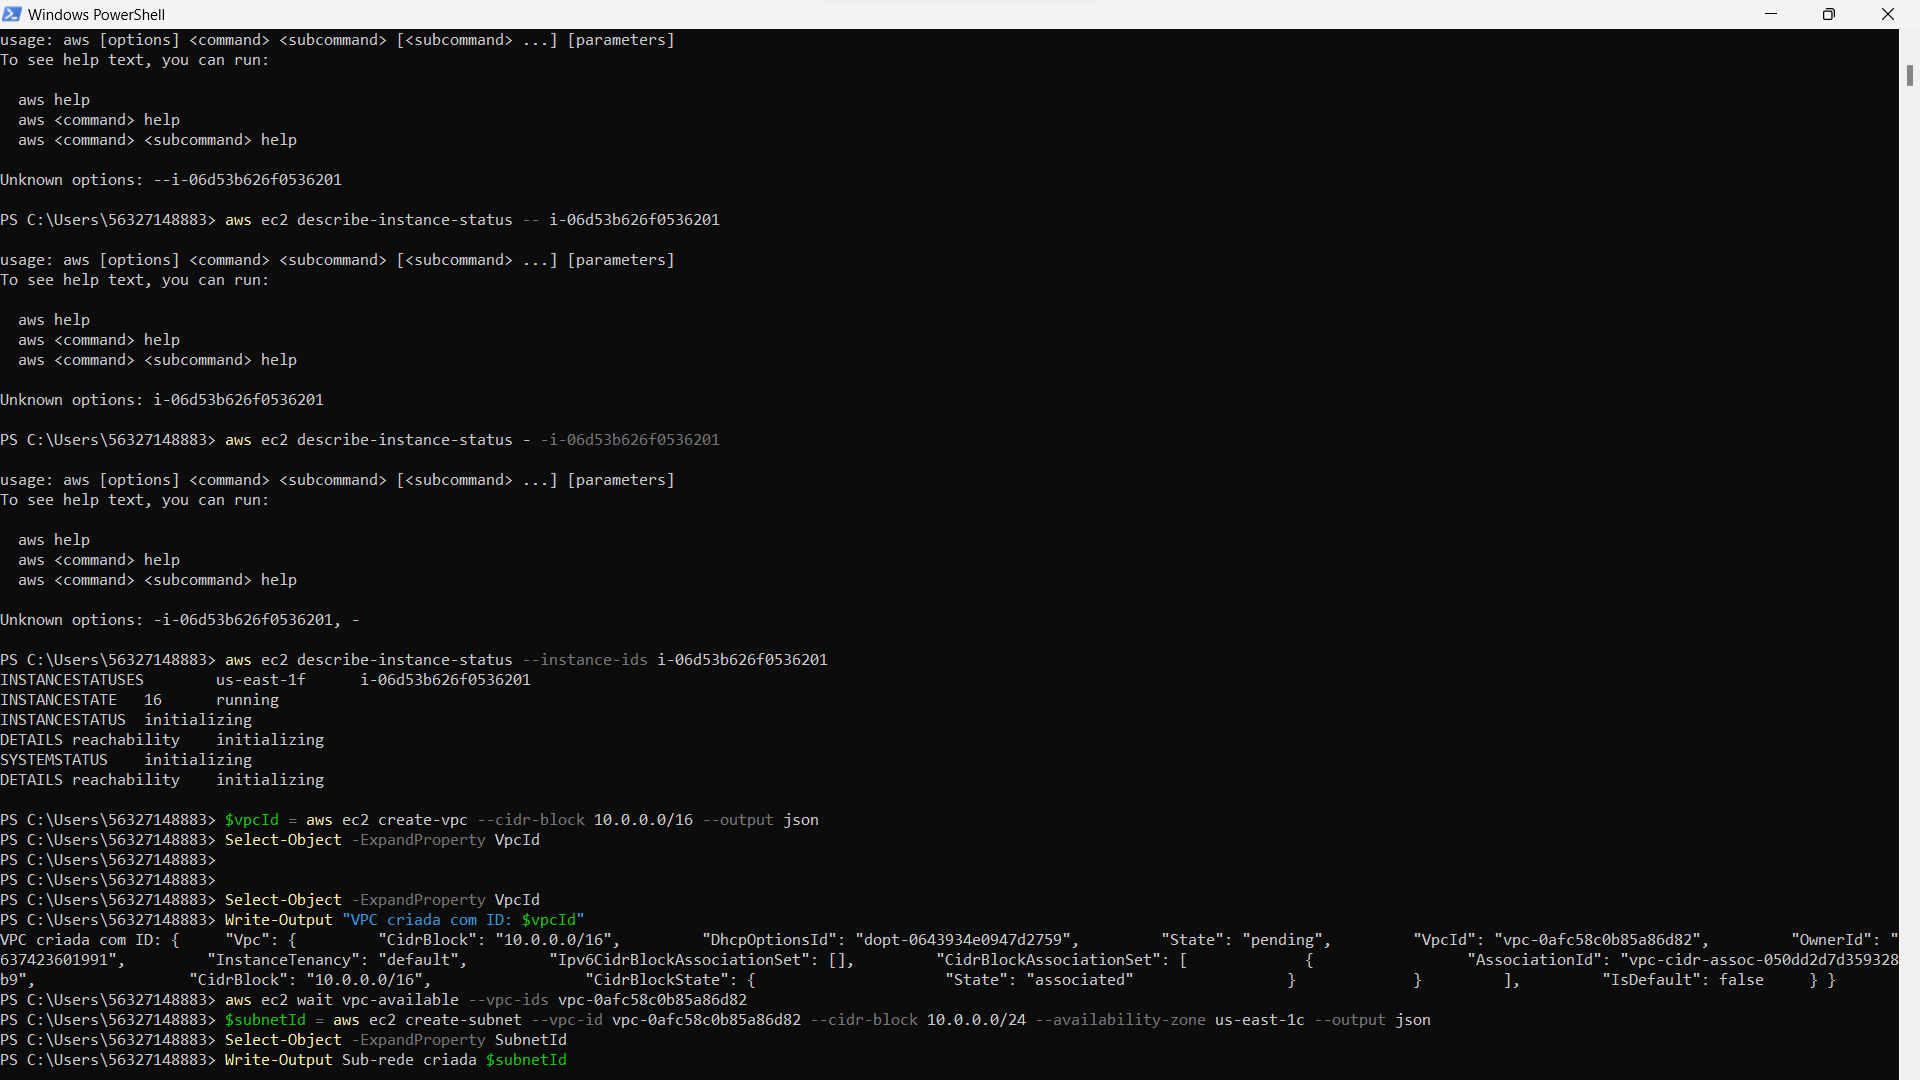 Windows PowerShell
usage: aws [options] <command> <subcommand> [<subcommand> ...] [parameters]
To see help text, you can run:
aws help
aws <command> help
aws <command> <subcommand> help
Unknown options: --i-06d53b626f0536201
PS C:\Users\56327148883> aws ec2 describe-instance-status -- i-06d53b626f0536201
usage: aws [options] <command> <subcommand> [<subcommand> ...] [parameters]
To see help text, you can run:
aws help
aws <command> help
aws <command> <subcommand> help
Unknown options: i-06d53b626f0536201
PS C:\Users\56327148883> aws ec2 describe-instance-status - -i-06d53b626f0536201
usage: aws [options] <command> <subcommand> [<subcommand> ...] [parameters]
To see help text, you can run:
aws help
aws <command> help
aws <command> <subcommand> help
Unknown options: -i-06d53b626f0536201, -
PS C:\Users\56327148883> aws ec2 describe-instance-status --instance-ids i-06d53b626f0536201
INSTANCESTATUSES us-east-1f i-06d53b626f0536201
INSTANCESTATE 16 running
INSTANCESTATUS initializing
DETAILS reachability initializing
SYSTEMSTATUS initializing
DETAILS reachability initializing
PS C:\Users\56327148883> $vpcId = aws ec2 create-vpc --cidr-block 10.0.0.0/16 --output json
PS C:\Users\56327148883> Select-Object -ExpandProperty VpcId
PS C:\Users\56327148883>
PS C:\Users\56327148883>
PS C:\Users\56327148883> Select-Object -ExpandProperty VpcId
PS C:\Users\56327148883> Write-Output "VPC criada com ID: $vpcId"
VPC criada com ID: { "Vpc": { "CidrBlock": "10.0.0.0/16", "DhcpOptionsId": "dopt-0643934e0947d2759", "State": "pending", "VpcId": "vpc-0afc58c0b85a86d82", "OwnerId": "
637423601991", "InstanceTenancy": "default", "Ipv6CidrBlockAssociationSet": [], "CidrBlockAssociationSet": [ { "AssociationId": "vpc-cidr-assoc-050dd2d7d359328
b9", "CidrBlock": "10.0.0.0/16", "CidrBlockState": { "State": "associated" } } ], "IsDefault": false } }
PS C:\Users\56327148883> aws ec2 wait vpc-available --vpc-ids vpc-0afc58c0b85a86d82
PS C:\Users\56327148883> $subnetId = aws ec2 create-subnet --vpc-id vpc-0afc58c0b85a86d82 --cidr-block 10.0.0.0/24 --availability-zone us-east-1c --output json
PS C:\Users\56327148883> Select-Object -ExpandProperty SubnetId
PS C:\Users\56327148883> Write-Output Sub-rede criada $subnetId